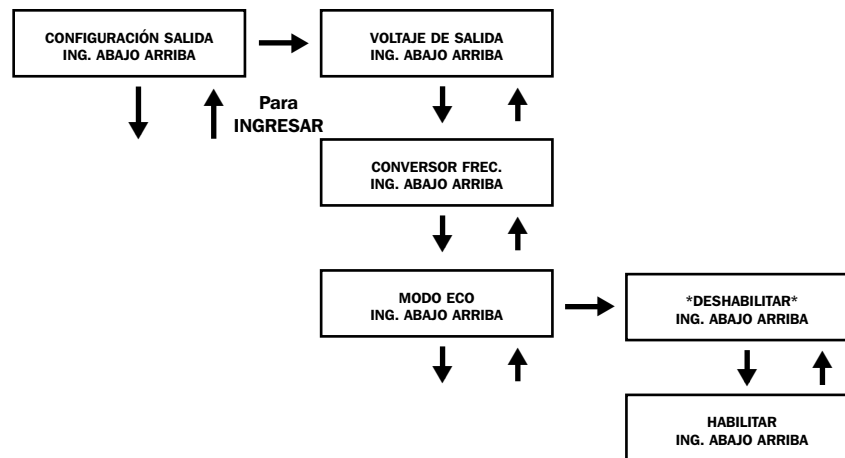 CONFIGURACIÓN SALIDA
ING. ABAJO ARRIBA
VOLTAJE DE SALIDA
ING. ABAJO ARRIBA
Para
INGRESAR
CONVERSOR FREC.
ING. ABAJO ARRIBA
MODO ECO
ING. ABAJO ARRIBA
*DESHABILITAR*
ING. ABAJO ARRIBA
HABILITAR
ING. ABAJO ARRIBA